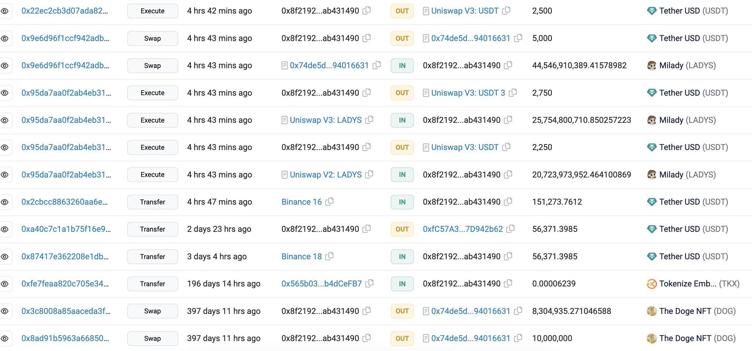 0x22ec2cb3d07ada82... Execute 4 hrs 42 mins ago 0x8f2192...ab431490 OUT Uniswap V3: USDT 2,500 Tether USD (USDT)
0x9e6d96f1ccf942adb... Swap 4 hrs 43 mins ago 0x8f2192...ab431490 OUT 0x74de5d...94016631 5,000 Tether USD (USDT)
0x9e6d96f1ccf942adb... Swap 4 hrs 43 mins ago 0x74de5d...94016631 IN 0x8f2192...ab431490 44,546,910,389.41578982 Milady (LADYS)
0x95da7aa0f2ab4eb31... Execute 4 hrs 43 mins ago 0x8f2192...ab431490 OUT Uniswap V3: USDT 3 2,750 Tether USD (USDT)
0x95da7aa0f2ab4eb31... Execute 4 hrs 43 mins ago Uniswap V3: LADYS IN 0x8f2192...ab431490 25,754,800,710.850257223 Milady (LADYS)
0x95da7aa0f2ab4eb31... Execute 4 hrs 43 mins ago 0x8f2192...ab431490 OUT Uniswap V3: USDT 2,250 Tether USD (USDT)
0x95da7aa0f2ab4eb31... Execute 4 hrs 43 mins ago Uniswap V2: LADYS IN 0x8f2192...ab431490 20,723,973,952.464100869 Milady (LADYS)
0x2cbcc8863260aa6e... Transfer 4 hrs 47 mins ago Binance 16 IN 0x8f2192...ab431490 151,273.7612 Tether USD (USDT)
0xa40c7c1a1b75f16e9... Transfer 2 days 23 hrs ago 0x8f2192...ab431490 OUT 0xfC57A3...7D942b62 56,371.3985 Tether USD (USDT)
0x87417e362208e1db... Transfer 3 days 4 hrs ago Binance 18 IN 0x8f2192...ab431490 56,371.3985 Tether USD (USDT)
0xfe7feaa820c705e34... Transfer 196 days 14 hrs ago 0x565b03...b4dCeFB7 IN 0x8f2192...ab431490 0.00006239 Tokenize Emb... (TKX)
0x3c8008a85aaceda3f... Swap 397 days 11 hrs ago 0x8f2192...ab431490 OUT 0x74de5d...94016631 8,304,935.271046588 The Doge NFT (DOG)
0x8ad91b5963a66850... Swap 397 days 11 hrs ago 0x8f2192...ab431490 OUT 0x74de5d...94016631 10,000,000 The Doge NFT (DOG)